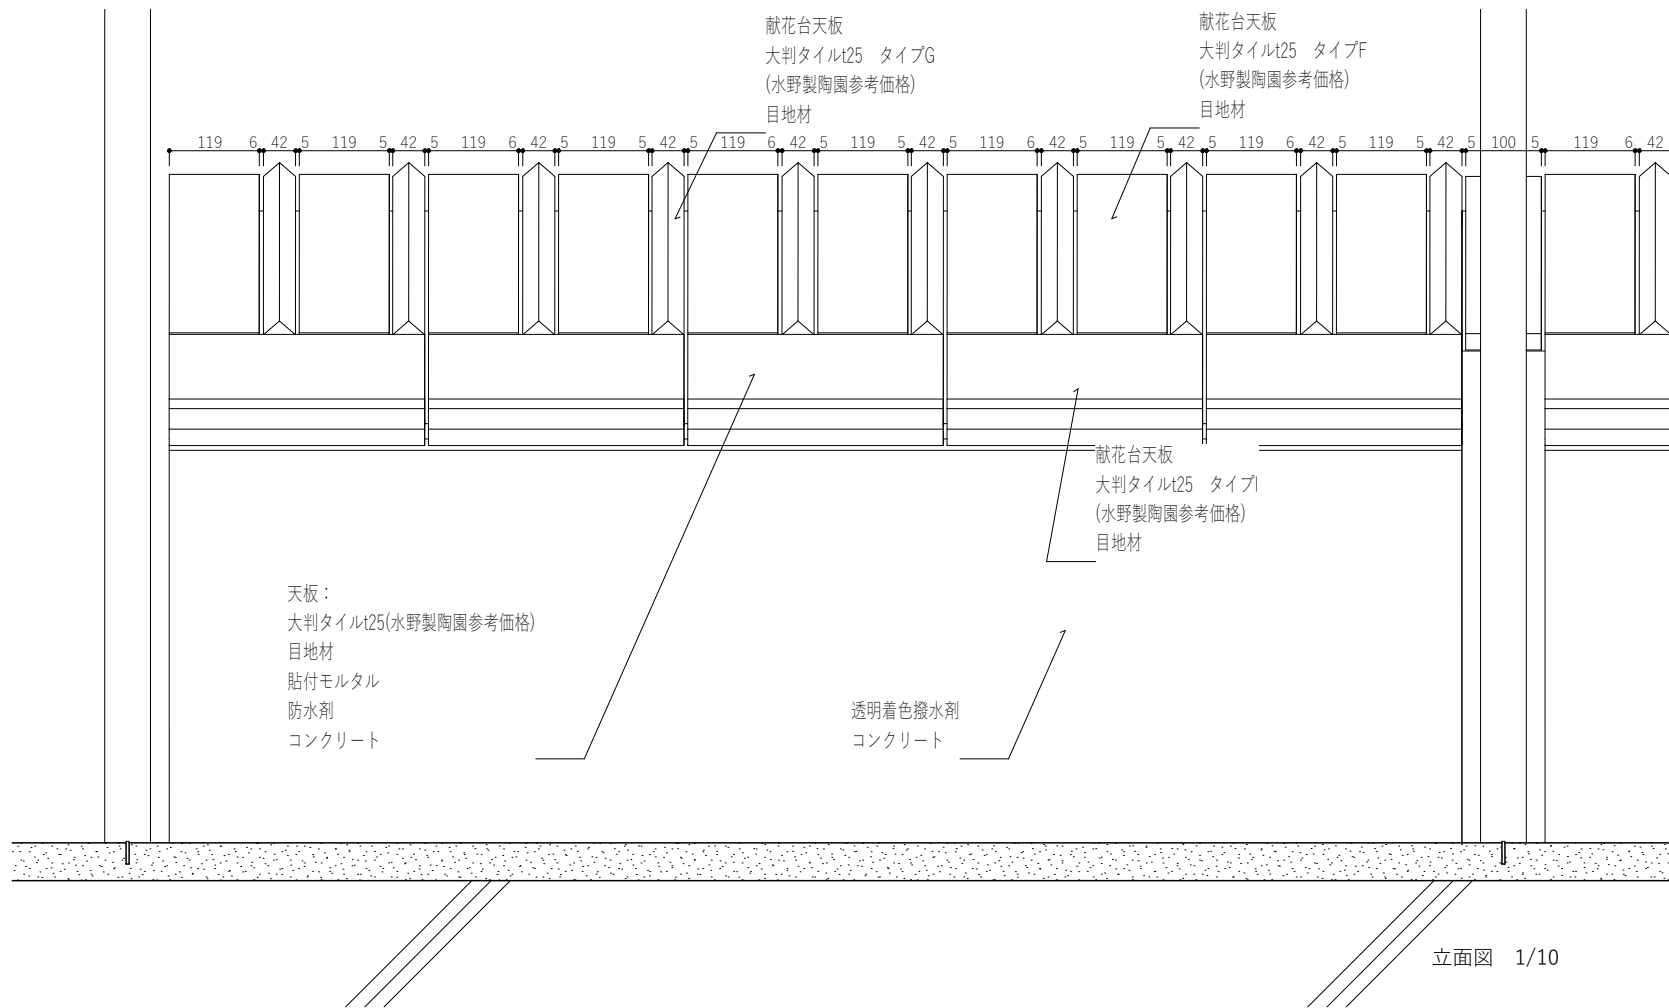 献花台天板
大判タイルt25　タイプG
(水野製陶園参考価格)
目地材
献花台天板
大判タイルt25　タイプF
(水野製陶園参考価格)
目地材
119 6 42 5 119 5 42 5 119 6 42 5 119 5 42 5 119 6 42 5 119 5 42 5 119 6 42 5 119 5 42 5 119 6 42 5 119 5 42 5 100 5 119 6 42
献花台天板
大判タイルt25　タイプI
(水野製陶園参考価格)
目地材
天板：
大判タイルt25(水野製陶園参考価格)
目地材
貼付モルタル
防水剤
コンクリート
透明着色撥水剤
コンクリート
立面図　1/10